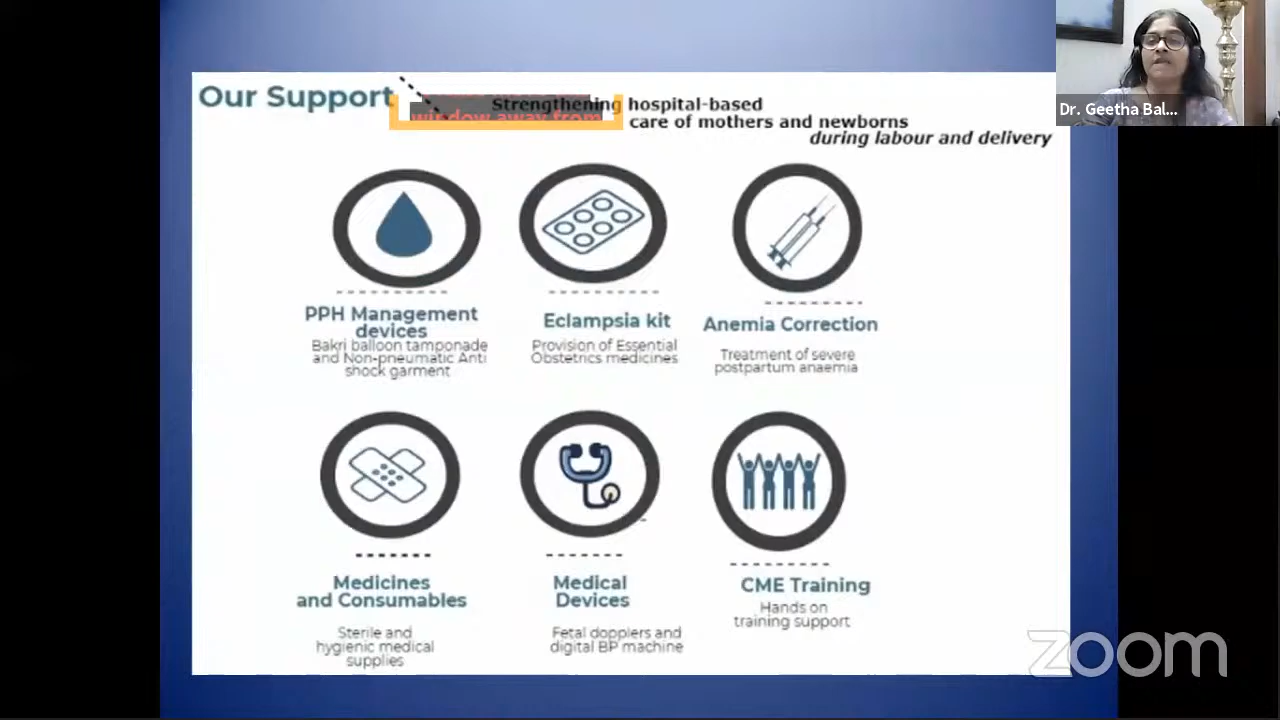 Our Support
window away from
Strengthening hospital-based
care of mothers and newborns
during labour and delivery
Dr. Geetha Bal...
PPH Management
devices
Bakri balloon tamponade
and Non-pneumatic Anti
shock garment
Eclampsia kit
Provision of Essential
Obstetrics medicines
Anemia Correction
Treatment of severe
postpartum anaemia
Medicines
and Consumables
Sterile and
hygienic medical
supplies
Medical
Devices
Fetal dopplers and
digital BP machine
CME Training
Hands on
training support
zoom